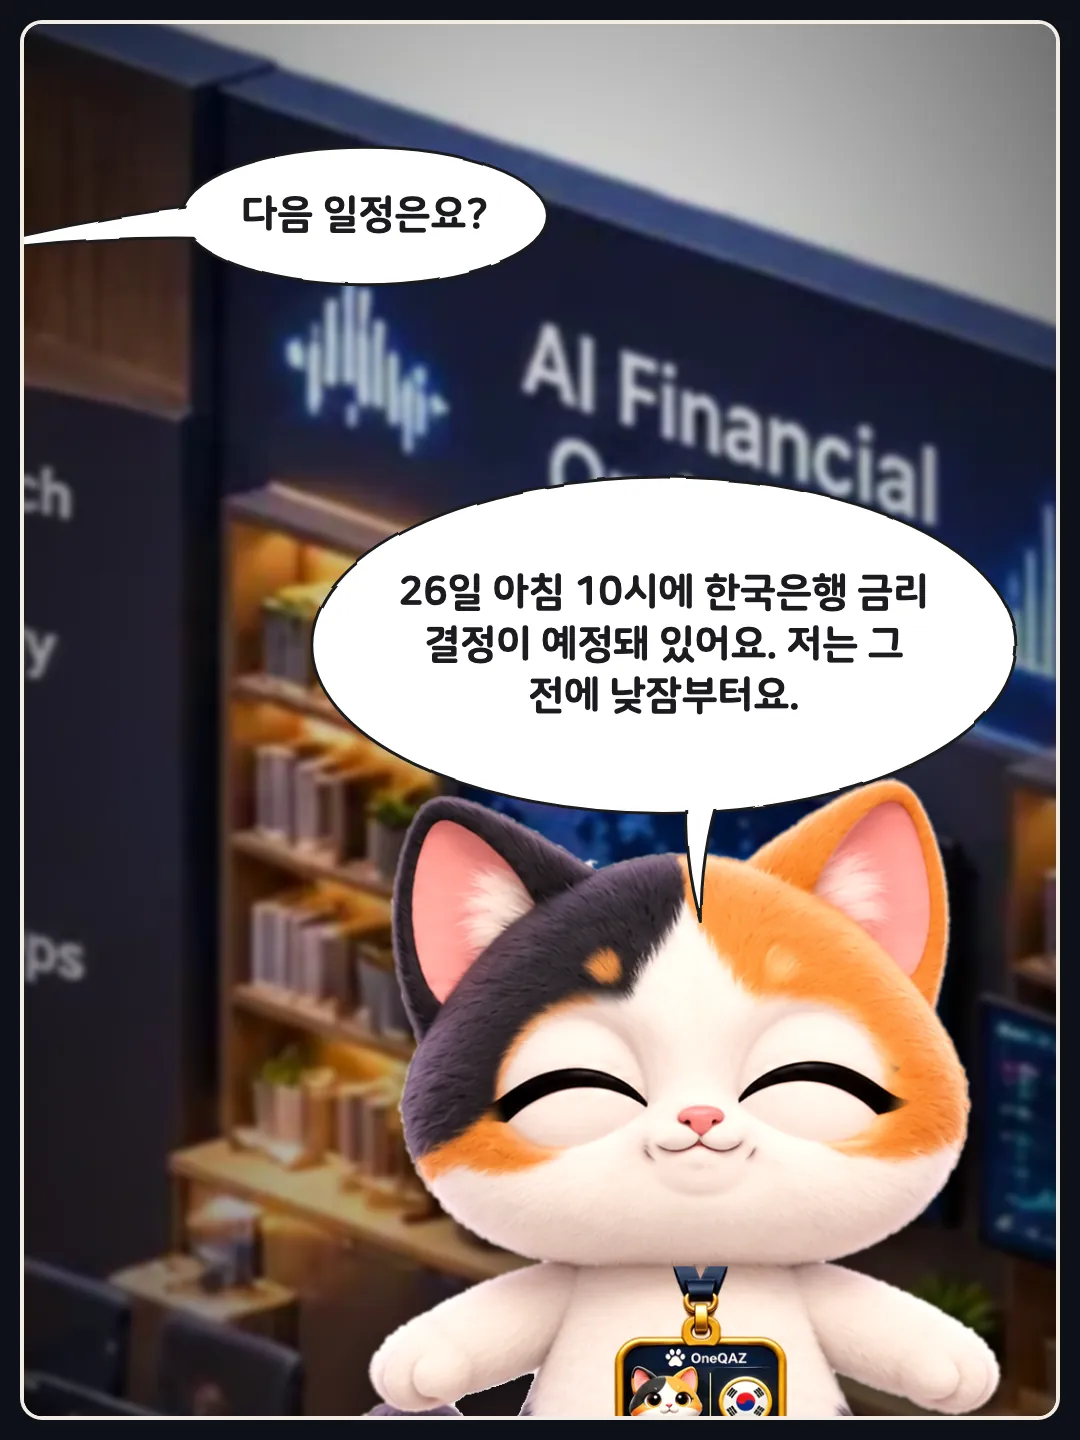 다음 일정은요?
AI Financial
26일 아침 10시에 한국은행 금리
결정이 예정돼 있어요. 저는 그
전에 낮잠부터요.
OneQAZ